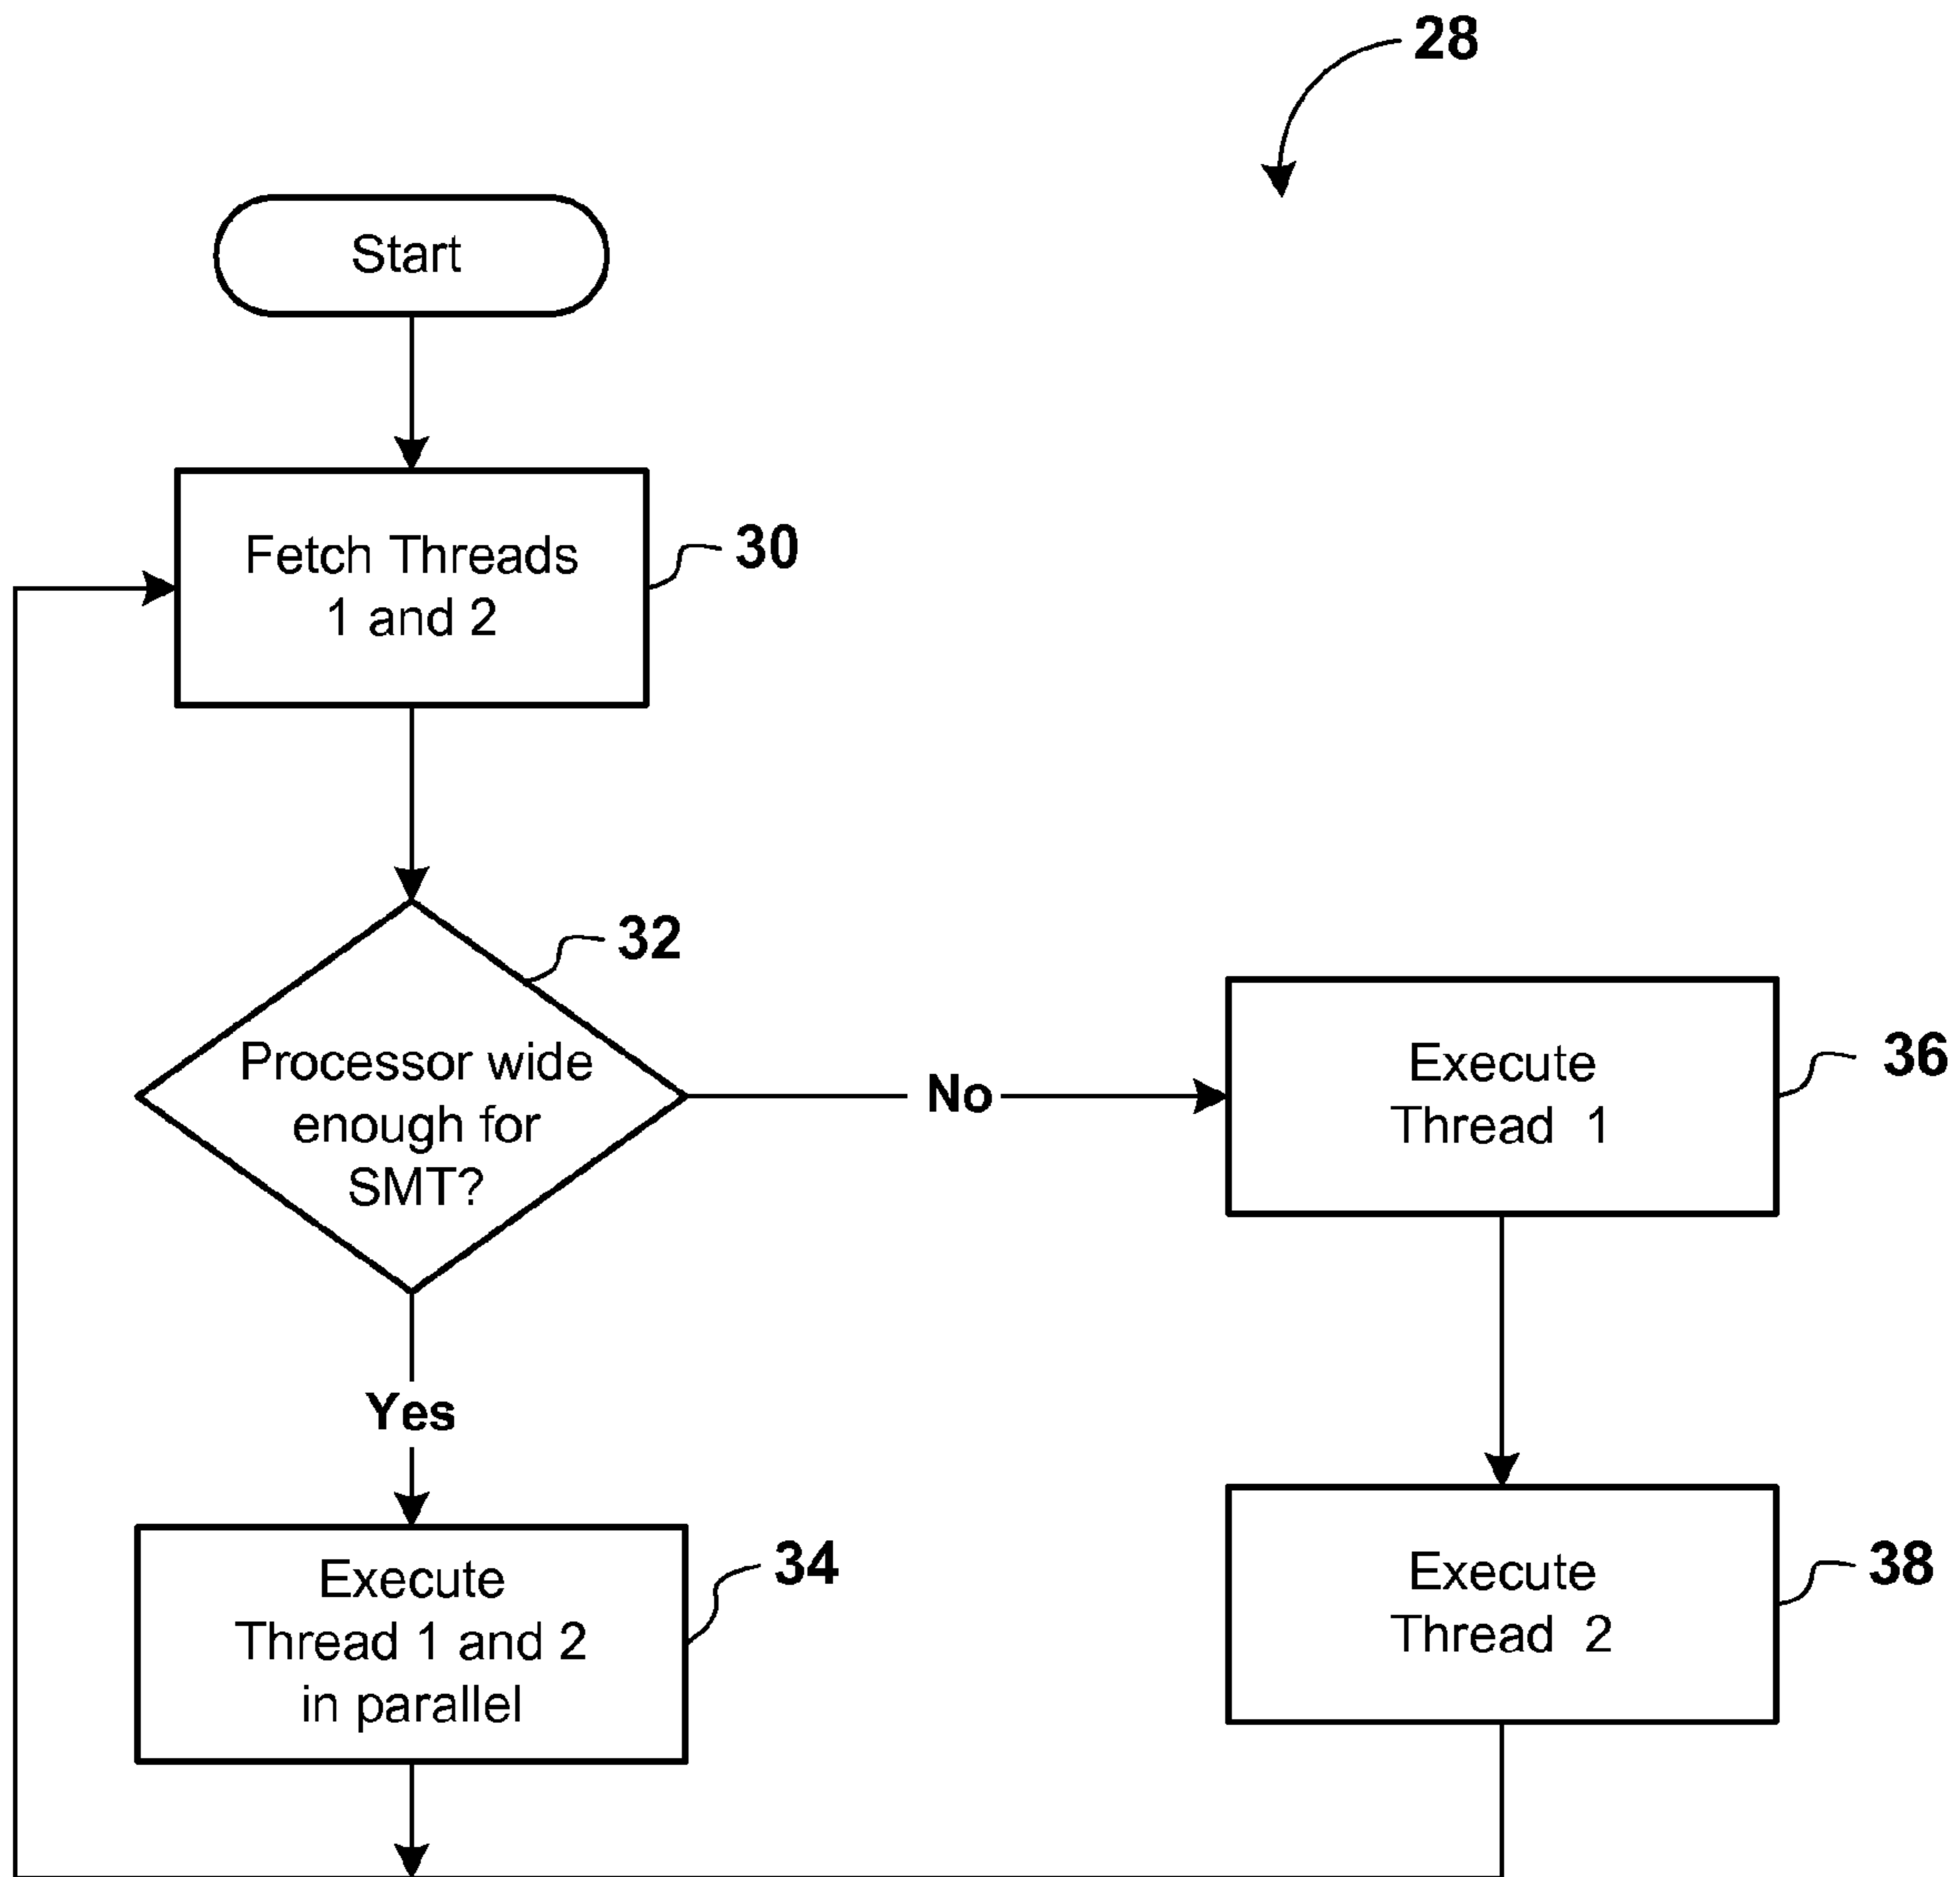 28
Start
Fetch Threads
1 and 2
30
32
Processor wide
enough for
SMT?
No
Execute
Thread 1
36
Yes
Execute
Thread 1 and 2
in parallel
34
Execute
Thread 2
38